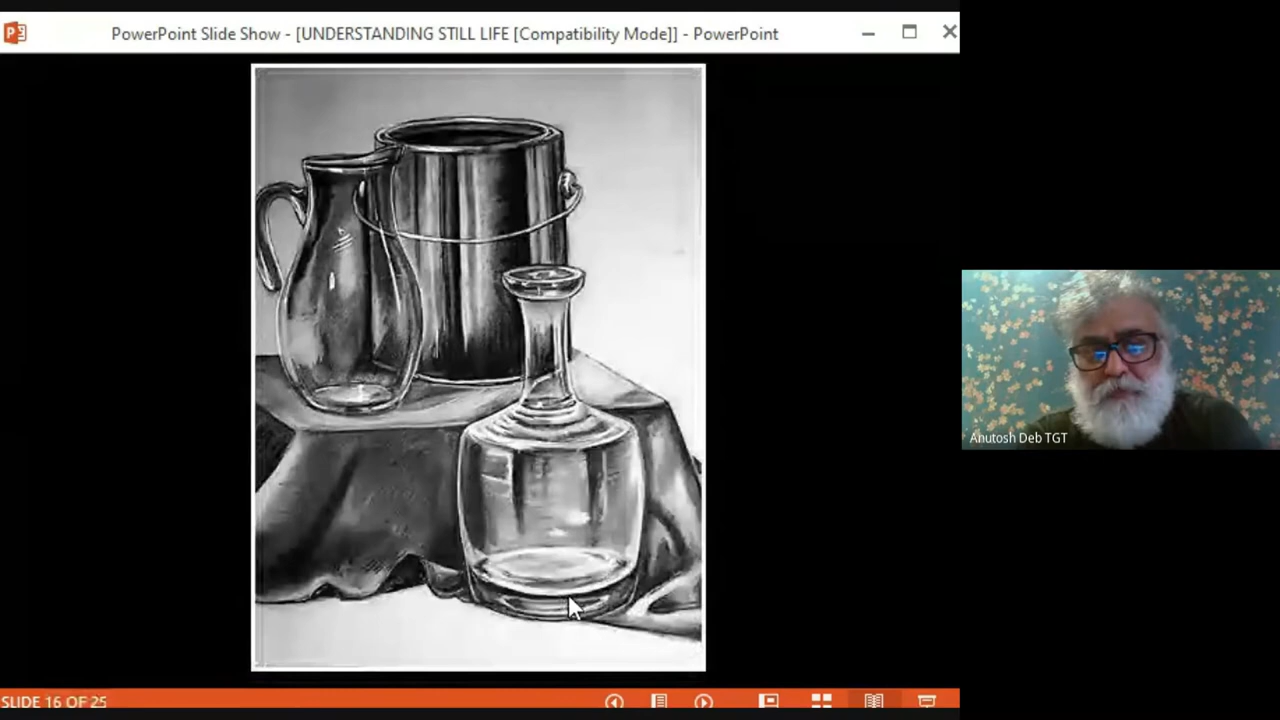 PowerPoint Slide Show - [UNDERSTANDING STILL LIFE [Compatibility Mode]] - PowerPoint
Anutosh Deb TGT
SLIDE 16 OF 25